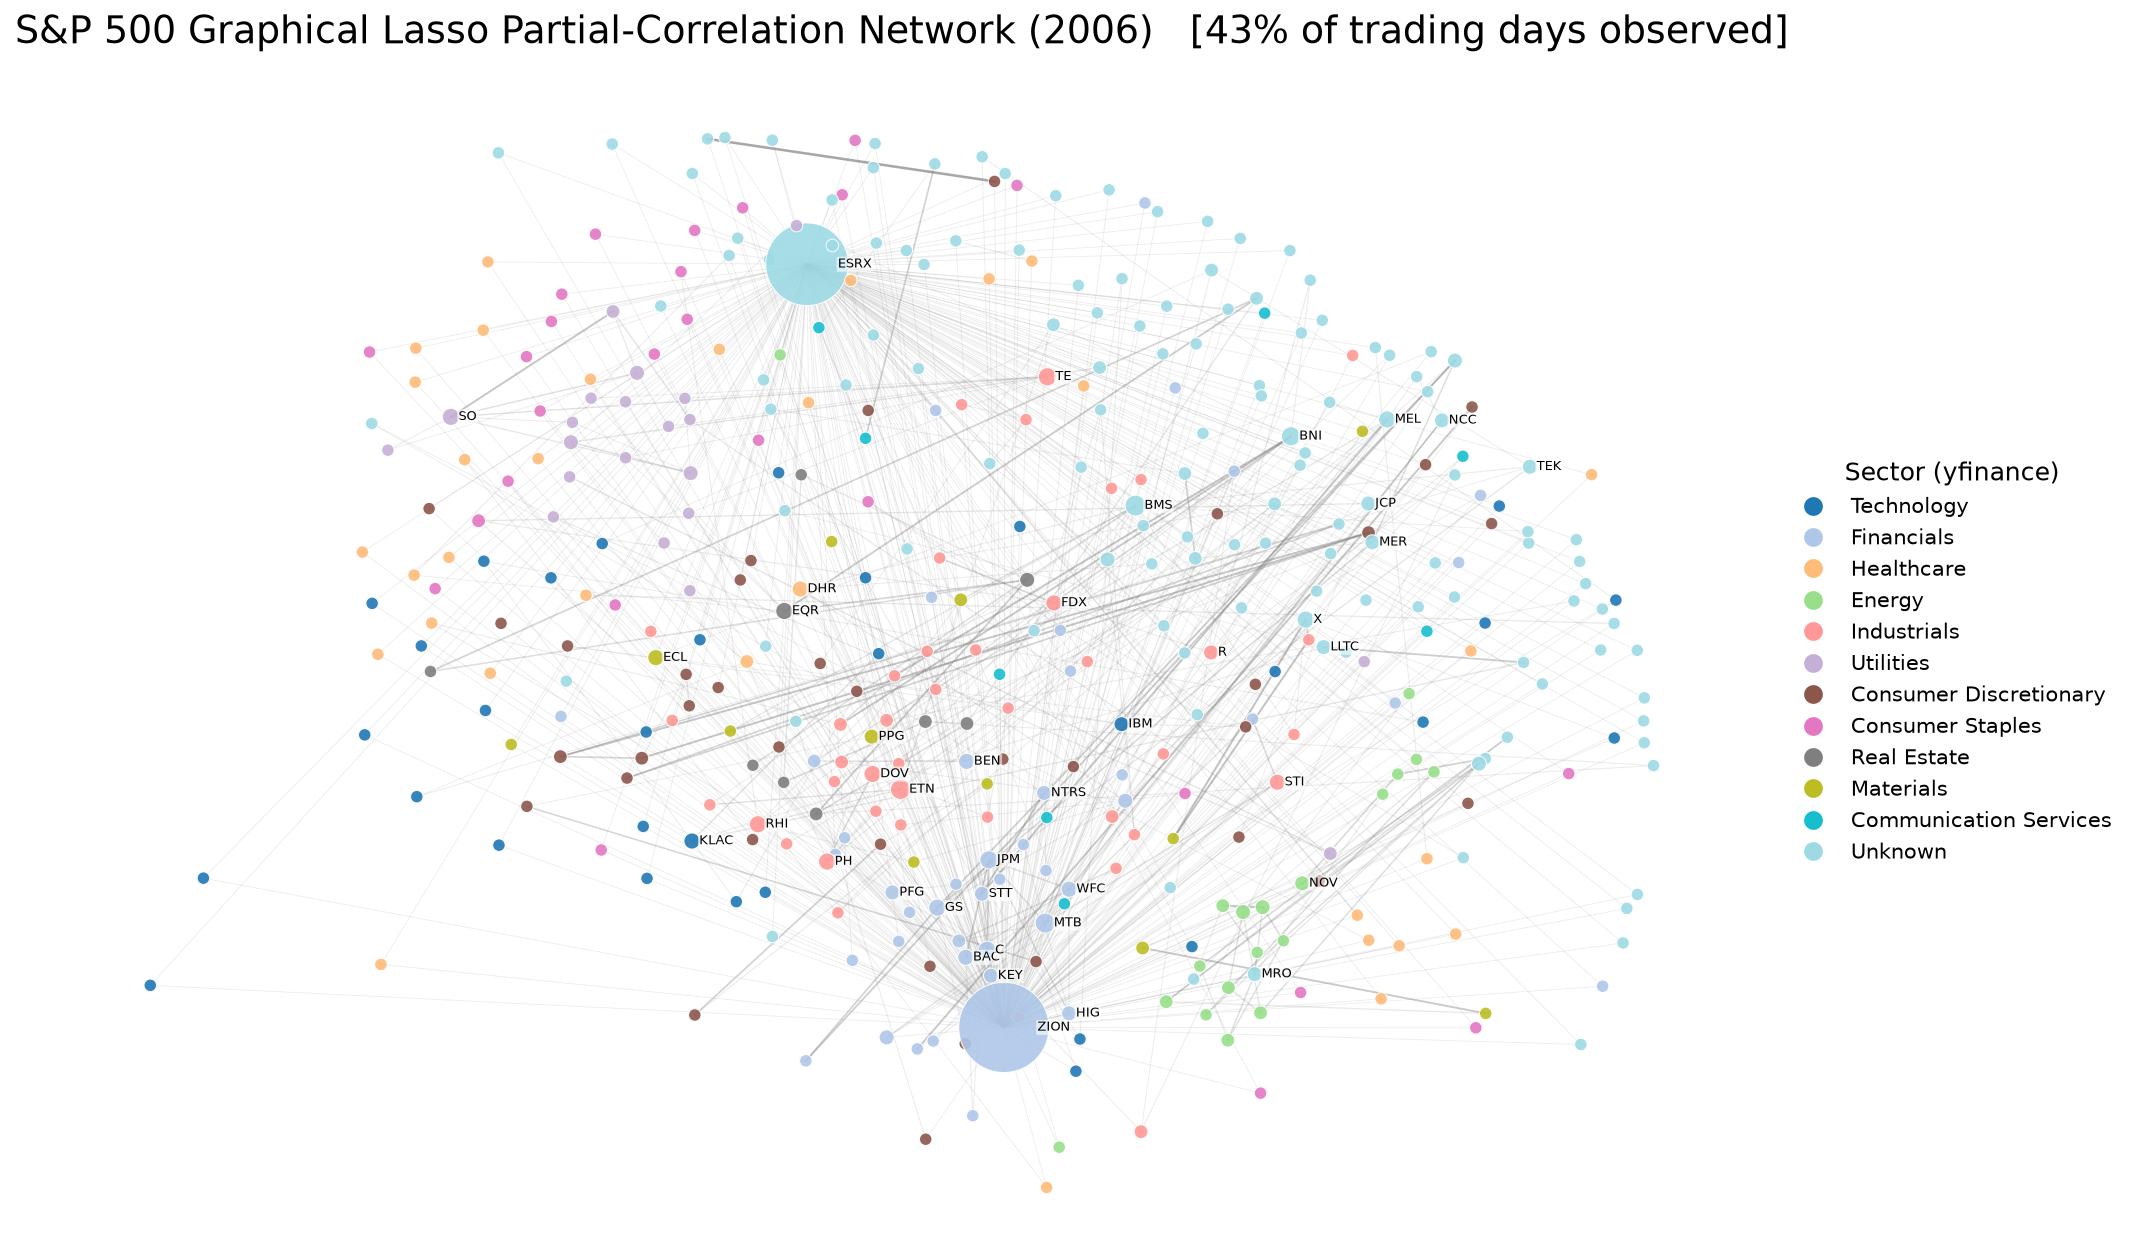 S&P 500 Graphical Lasso Partial-Correlation Network (2006)   [43% of trading days observed]
ESRX
TE
SO
MEL
NCC
BNI
TEK
BMS
JCP
MER
DHR
FDX
EQR
X
LLTC
R
ECL
IBM
PPG
BEN
DOV
STI
ETN
NTRS
RHI
KLAC
JPM
PH
NOV
WFC
PFG
STT
GS
MTB
C
BAC
MRO
KEY
HIG
ZION
Sector (yfinance)
Technology
Financials
Healthcare
Energy
Industrials
Utilities
Consumer Discretionary
Consumer Staples
Real Estate
Materials
Communication Services
Unknown